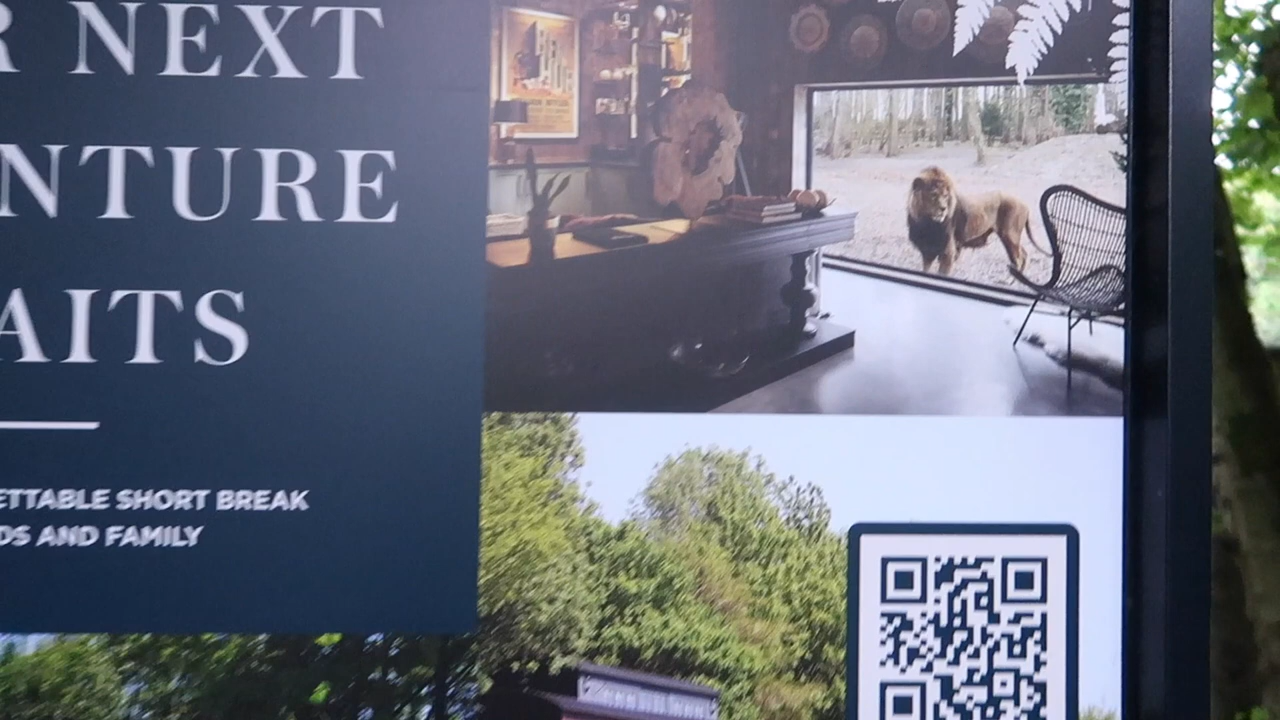 R NEXT
NTURE
AITS
ETTABLE SHORT BREAK
DS AND FAMILY